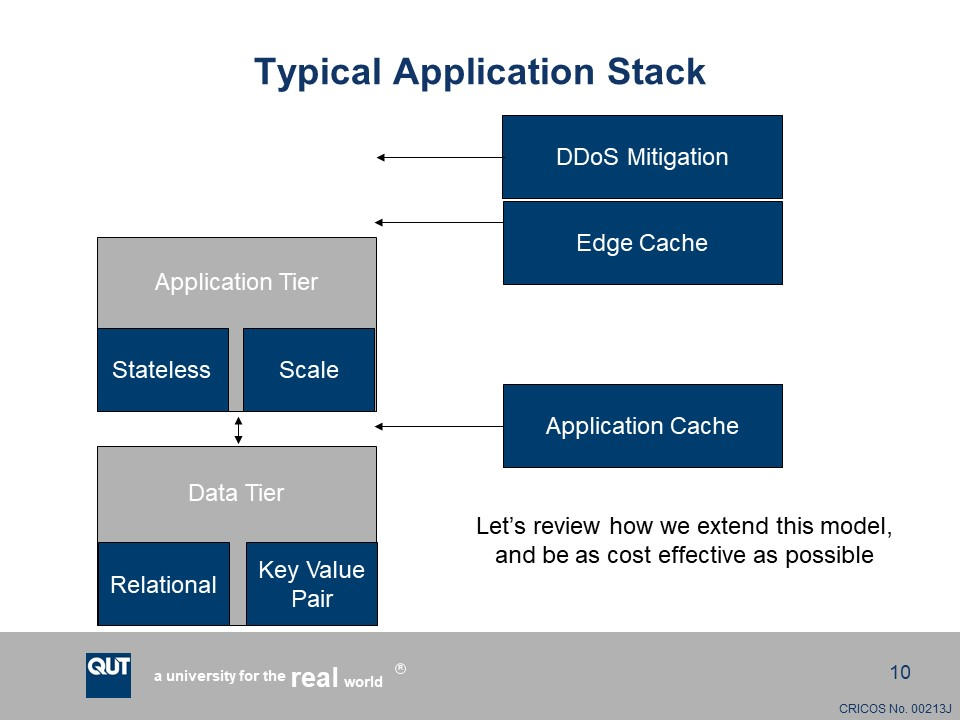 Typical Application Stack
DDoS Mitigation
Edge Cache
Application Tier
Stateless
Scale
Application Cache
Data Tier
Relational
Key Value
Pair
Let’s review how we extend this model,
and be as cost effective as possible
QUT
a university for the real world ®
10
CRICOS No. 00213J